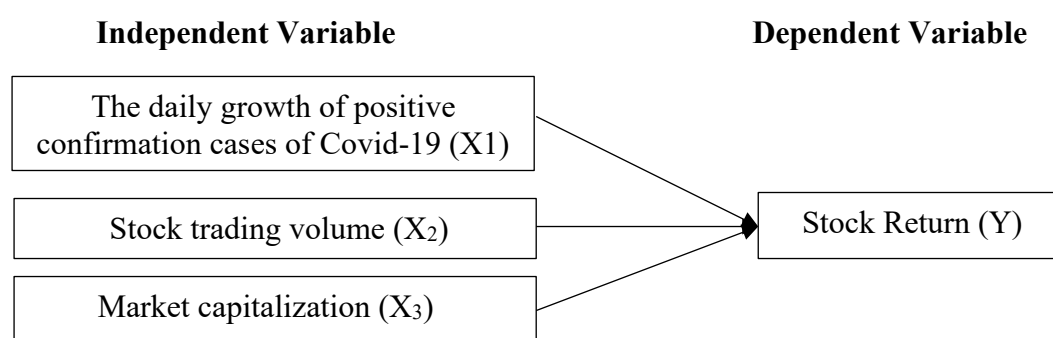 Independent Variable
Dependent Variable
The daily growth of positive
confirmation cases of Covid-19 (X1)
Stock trading volume (X₂)
Stock Return (Y)
Market capitalization (X₃)